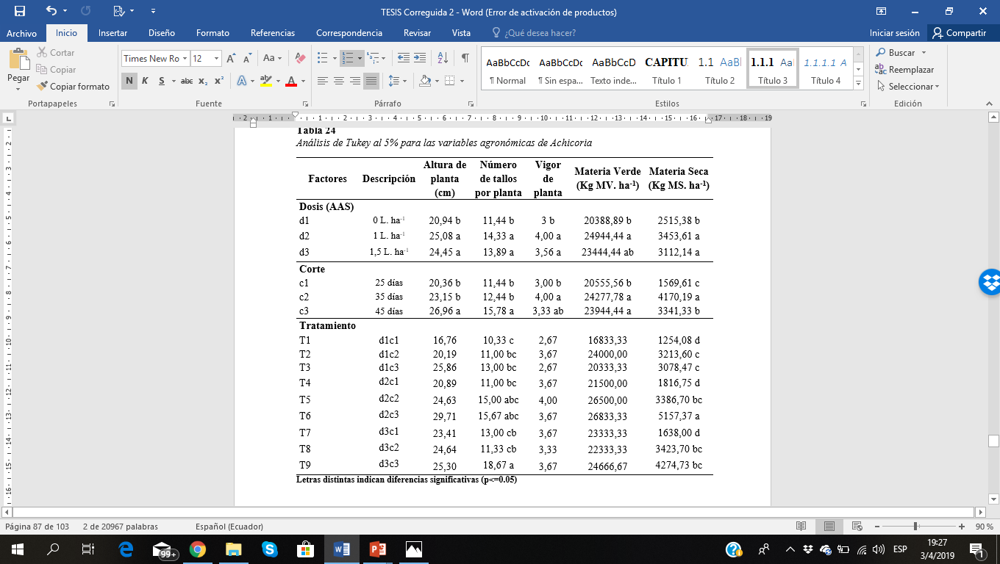 TESIS Correguida 2 - Word (Error de activación de productos)
Archivo Inicio Insertar Diseño Formato Referencias Correspondencia Revisar Vista ¿Qué desea hacer? Iniciar sesión Compartir
Pegar
Cortar
Copiar
Copiar formato
Portapapeles
Times New Ro 12
Fuente
Párrafo
AaBbCcDc AaBbCcDc AaBbCcD CAPITU 1.1 AaBl 1.1.1 Aa 1.1.1.1 A
¶ Normal ¶ Sin espa... Texto inde... Título 1 Título 2 Título 3 Título 4
Estilos
Buscar
Reemplazar
Seleccionar
Edición
Tabla 24
Análisis de Tukey al 5% para las variables agronómicas de Achicoria
Factores Descripción Altura de planta (cm) Número de tallos por planta Vigor de planta Materia Verde (Kg MV. ha-1) Materia Seca (Kg MS. ha-1)
Dosis (AAS)
d1 0 L. ha-1 20,94 b 11,44 b 3 b 20388,89 b 2515,38 b
d2 1 L. ha-1 25,08 a 14,33 a 4,00 a 24944,44 a 3453,61 a
d3 1,5 L. ha-1 24,45 a 13,89 a 3,56 a 23444,44 ab 3112,14 a
Corte
c1 25 días 20,36 b 11,44 b 3,00 b 20555,56 b 1569,61 c
c2 35 días 23,15 b 12,44 b 4,00 a 24277,78 a 4170,19 a
c3 45 días 26,96 a 15,78 a 3,33 ab 23944,44 a 3341,33 b
Tratamiento
T1 d1c1 16,76 10,33 c 2,67 16833,33 1254,08 d
T2 d1c2 20,19 11,00 bc 3,67 24000,00 3213,60 c
T3 d1c3 25,86 13,00 bc 2,67 20333,33 3078,47 c
T4 d2c1 20,89 11,00 bc 3,67 21500,00 1816,75 d
T5 d2c2 24,63 15,00 abc 4,00 26500,00 3386,70 bc
T6 d2c3 29,71 15,67 abc 3,67 26833,33 5157,37 a
T7 d3c1 23,41 13,00 cb 3,67 23333,33 1638,00 d
T8 d3c2 24,64 11,33 cb 3,33 22333,33 3423,70 bc
T9 d3c3 25,30 18,67 a 3,67 24666,67 4274,73 bc
Letras distintas indican diferencias significativas (p<=0.05)
Página 87 de 103 2 de 20967 palabras Español (Ecuador) 90 %
99+ ESP 19:27
3/4/2019 1